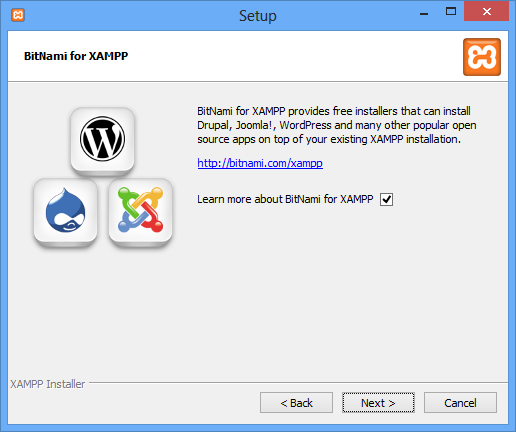 Setup
BitNami for XAMPP
BitNami for XAMPP provides free installers that can install
Drupal, Joomla!, WordPress and many other popular open
source apps on top of your existing XAMPP installation.
http://bitnami.com/xampp
Learn more about BitNami for XAMPP
XAMPP Installer
< Back
Next >
Cancel